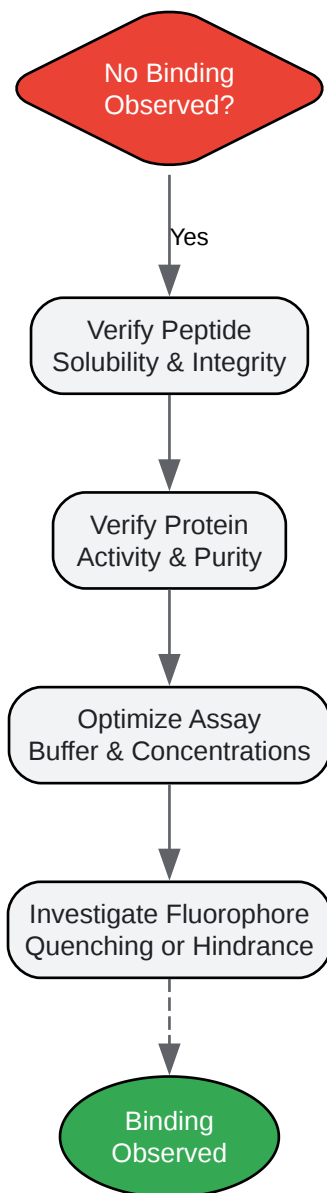 No Binding
Observed?
Yes
Verify Peptide
Solubility & Integrity
Verify Protein
Activity & Purity
Optimize Assay
Buffer & Concentrations
Investigate Fluorophore
Quenching or Hindrance
Binding
Observed